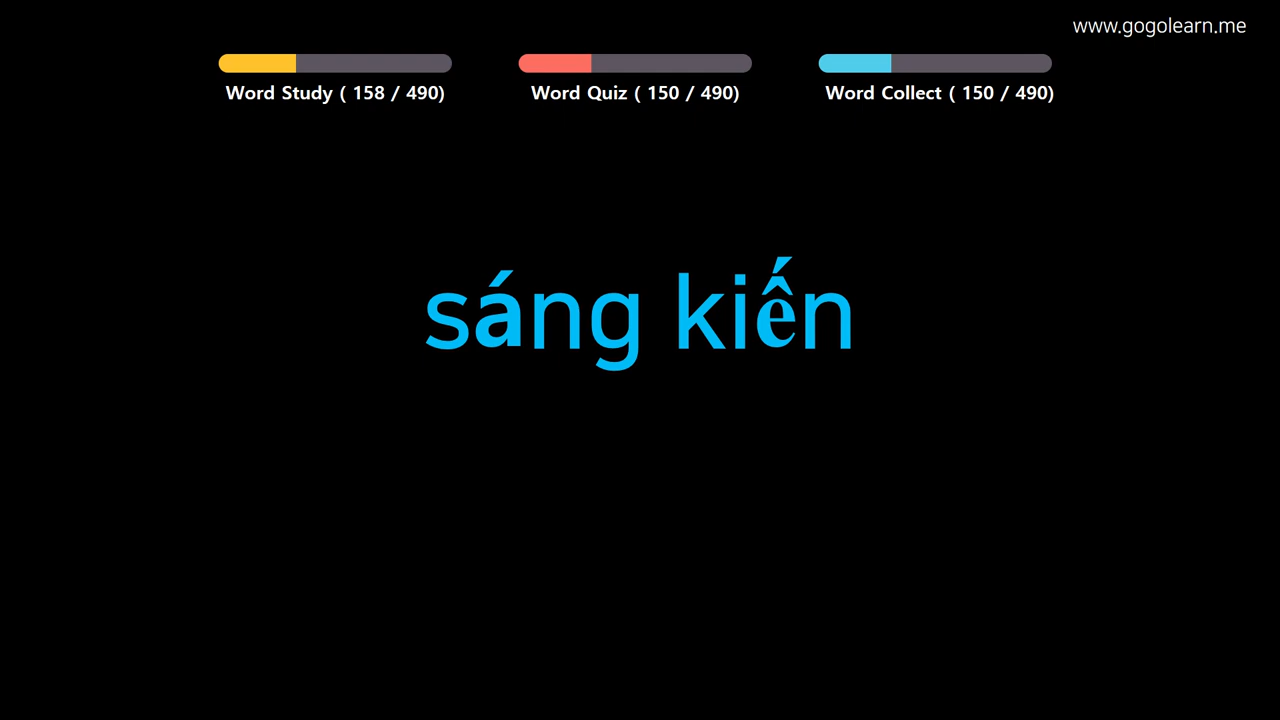 www.gogolearn.me
Word Study ( 158 / 490)
Word Quiz ( 150 / 490)
Word Collect ( 150 / 490)
sáng kiến